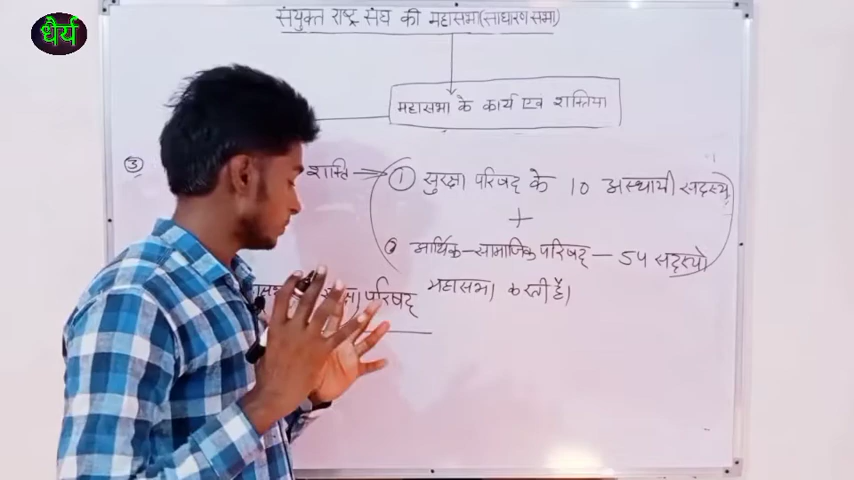 धैर्य
संयुक्त राष्ट्र संघ की महासभा(साधारण सभा)
महासभा के कार्य एवं शक्तिया
③ शक्ति → ① सुरक्षा परिषद् के 10 अस्थायी सदस्य
+
② आर्थिक-सामाजिक परिषद् - 54 सदस्यो
परिषद् महासभा करती है।